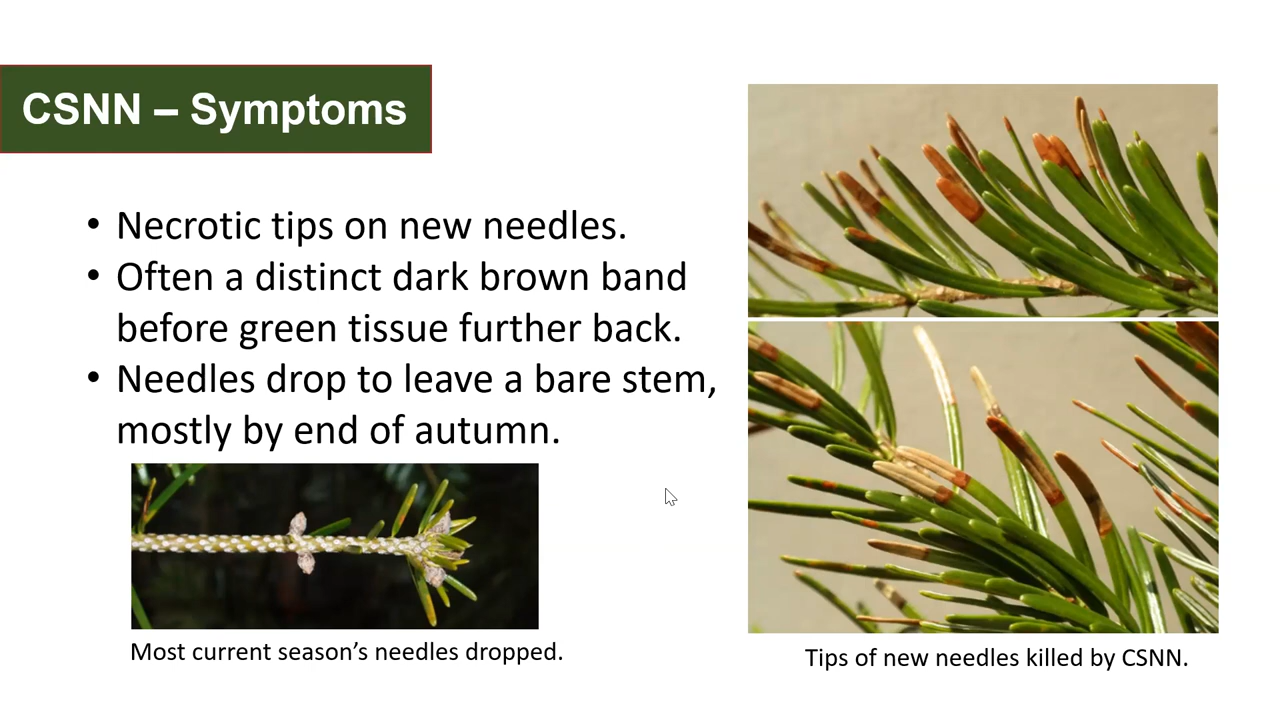 CSNN – Symptoms
• Necrotic tips on new needles.
• Often a distinct dark brown band
before green tissue further back.
• Needles drop to leave a bare stem,
mostly by end of autumn.
Most current season’s needles dropped.
Tips of new needles killed by CSNN.